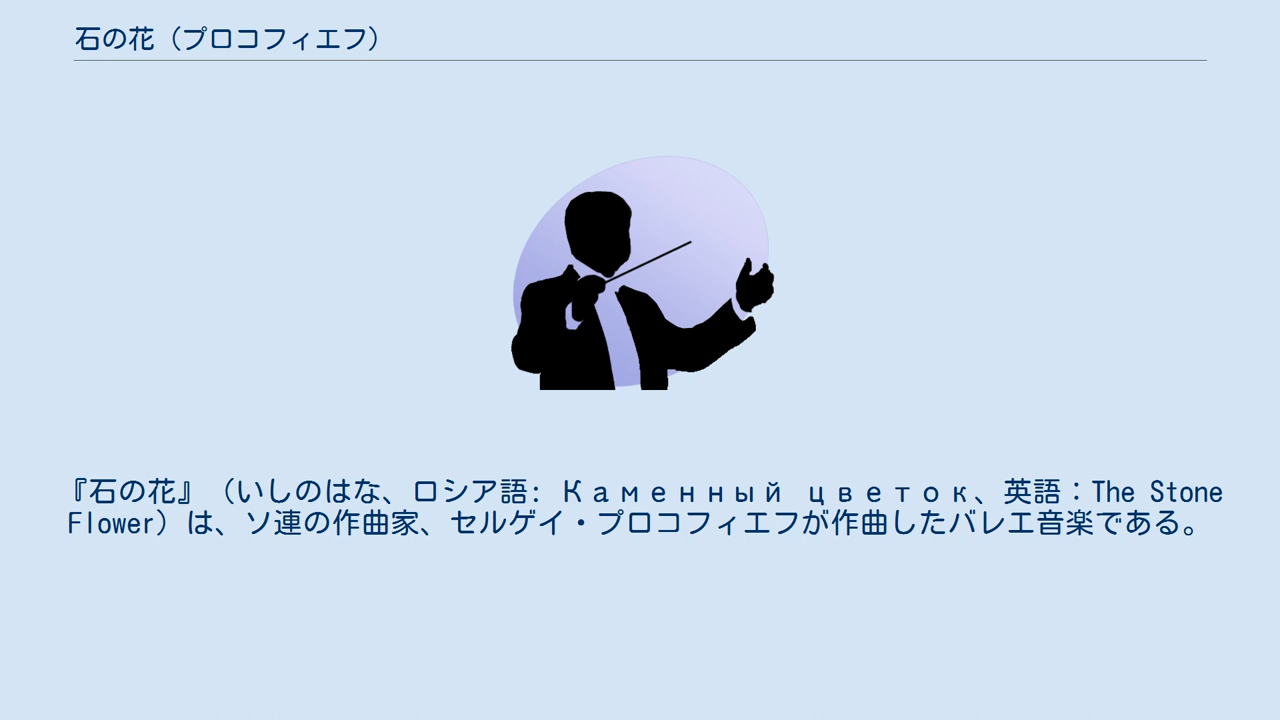 石の花（プロコフィエフ）
『石の花』（いしのはな、ロシア語: Каменный цветок、英語：The Stone
Flower）は、ソ連の作曲家、セルゲイ・プロコフィエフが作曲したバレエ音楽である。